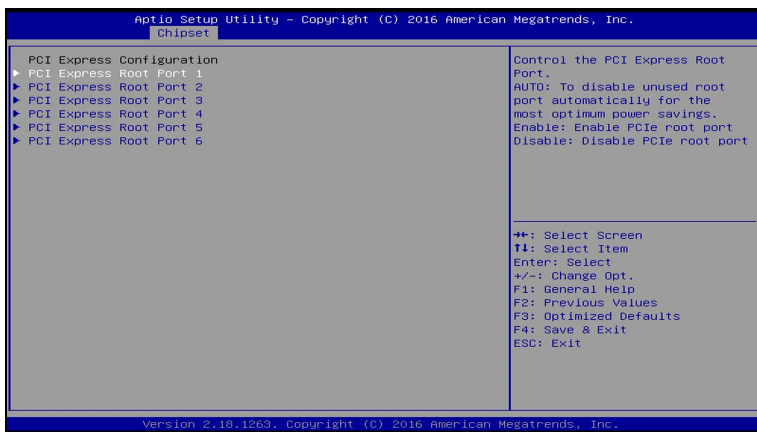 Aptio Setup Utility – Copyright (C) 2016 American Megatrends, Inc.
Chipset
PCI Express Configuration
▶ PCI Express Root Port 1
▶ PCI Express Root Port 2
▶ PCI Express Root Port 3
▶ PCI Express Root Port 4
▶ PCI Express Root Port 5
▶ PCI Express Root Port 6
Control the PCI Express Root
Port.
AUTO: To disable unused root
port automatically for the
most optimum power savings.
Enable: Enable PCIe root port
Disable: Disable PCIe root port
→←: Select Screen
↑↓: Select Item
Enter: Select
+/-: Change Opt.
F1: General Help
F2: Previous Values
F3: Optimized Defaults
F4: Save & Exit
ESC: Exit
Version 2.18.1263. Copyright (C) 2016 American Megatrends, Inc.